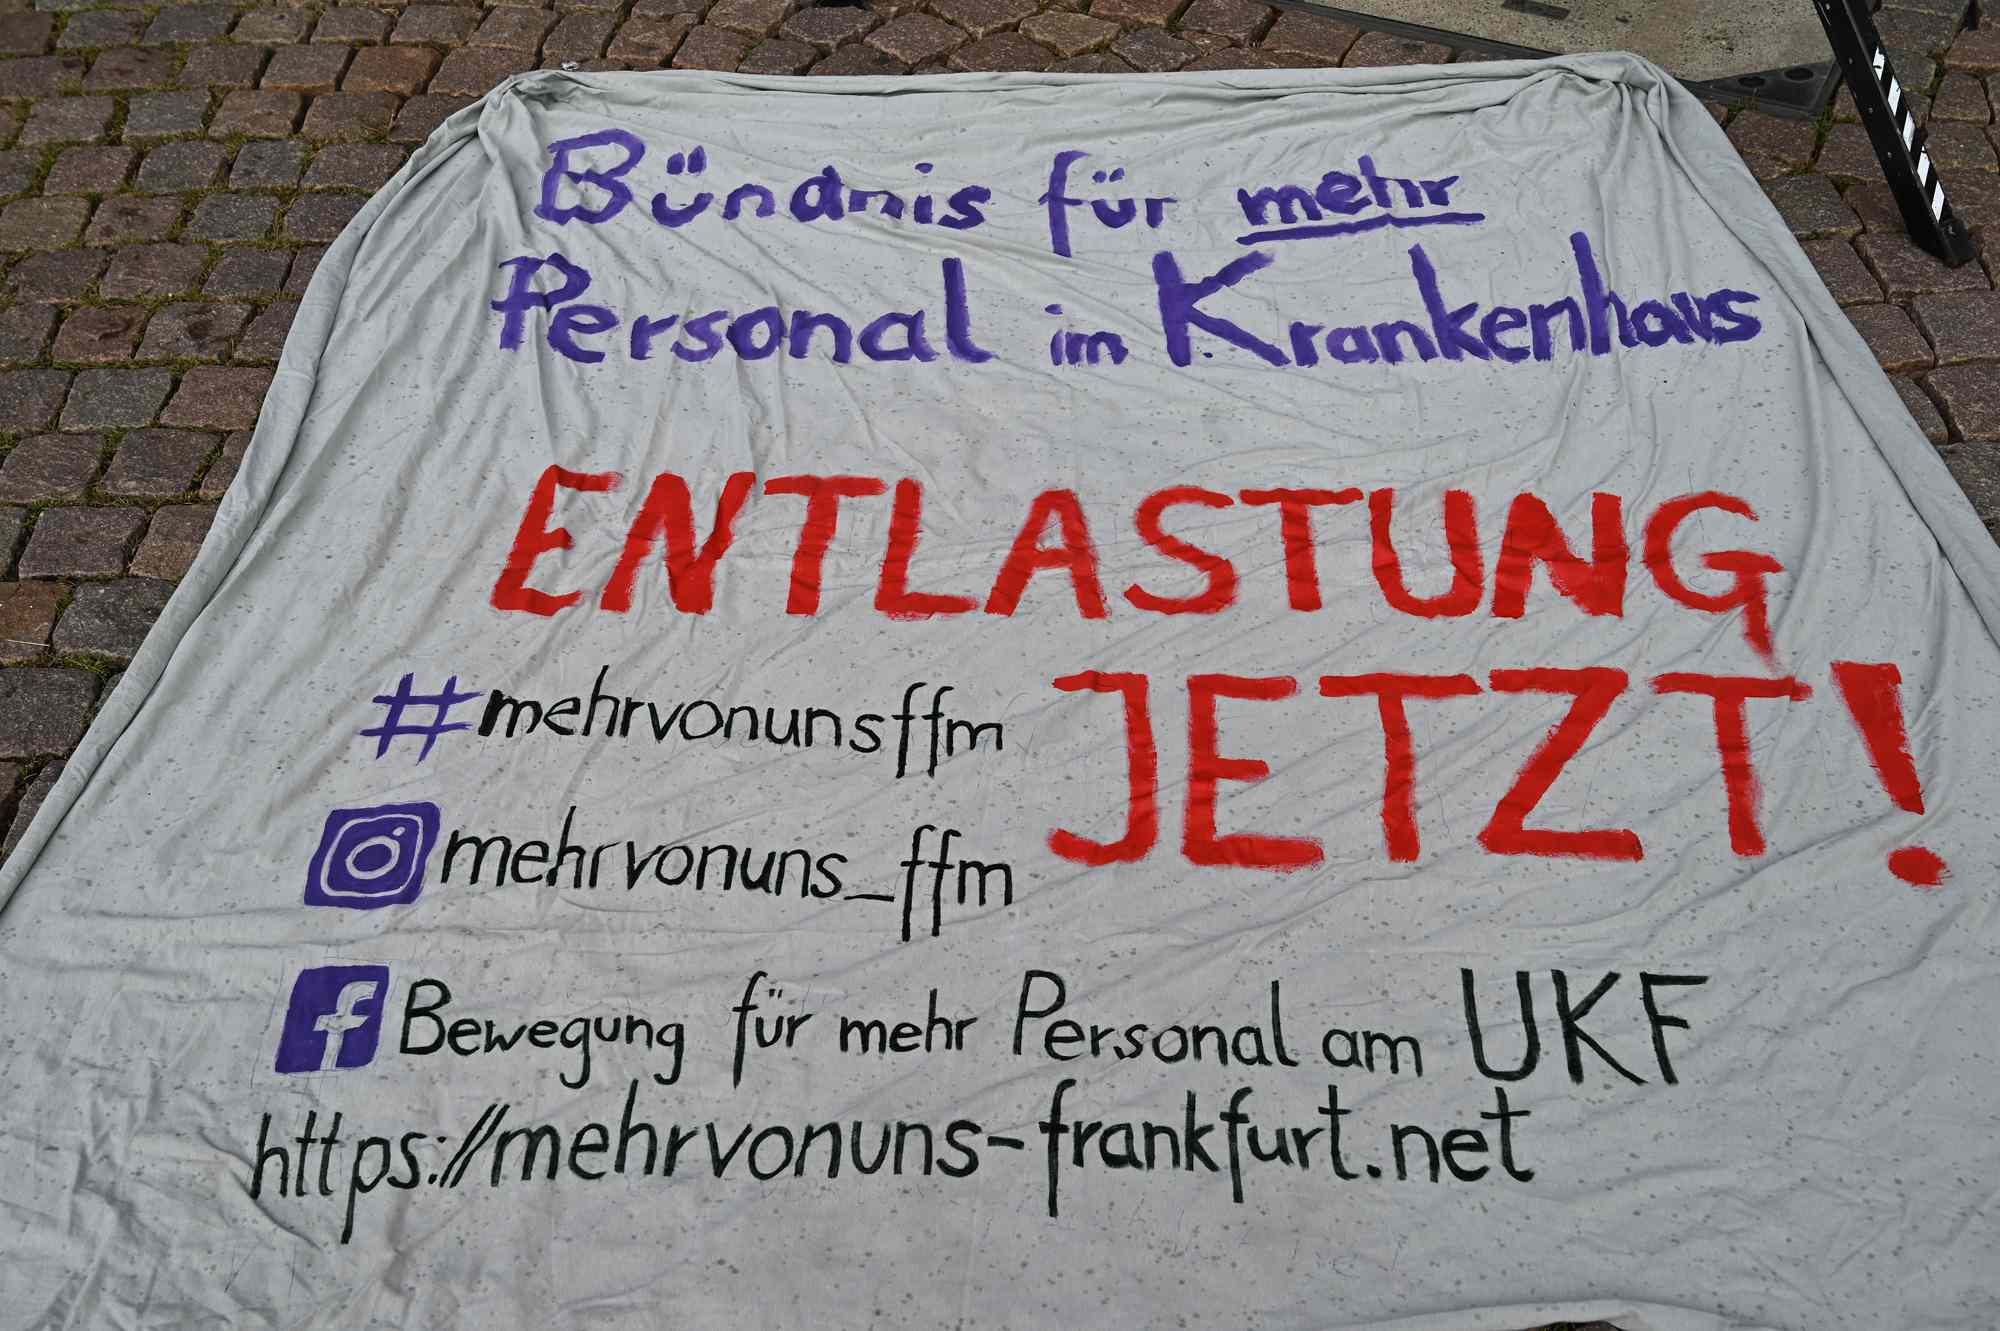 Bündnis für mehr
Personal im Krankenhaus
ENTLASTUNG
JETZT!
#mehrvonunsffm
mehrvonuns_ffm
f Bewegung für mehr Personal am UKF
https://mehrvonuns-frankfurt.net